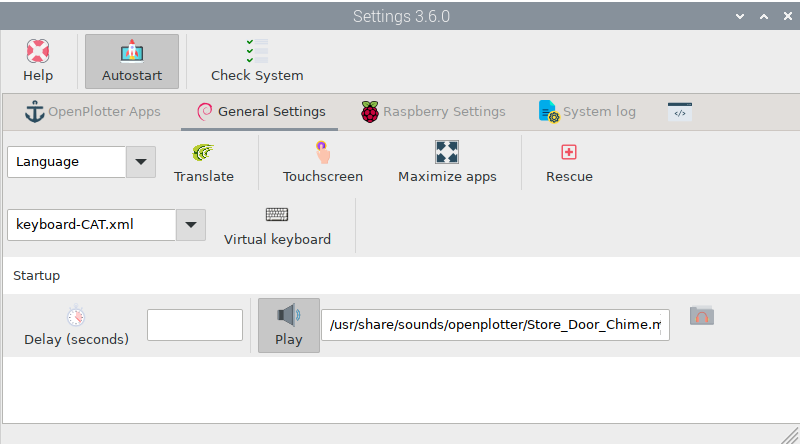 Settings 3.6.0
Help Autostart Check System
OpenPlotter Apps General Settings Raspberry Settings System log </>
Language Translate Touchscreen Maximize apps Rescue
keyboard-CAT.xml Virtual keyboard
Startup
Delay (seconds) Play /usr/share/sounds/openplotter/Store_Door_Chime.m